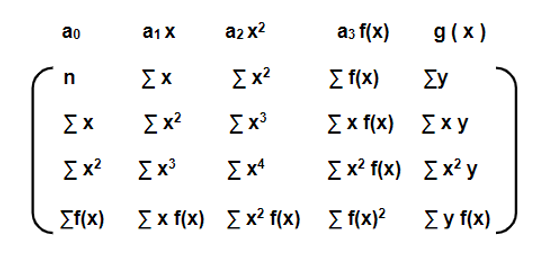 a₀ a₁ x a₂ x² a₃ f(x) g ( x )
n ∑ x ∑ x² ∑ f(x) ∑y
∑ x ∑ x² ∑ x³ ∑ x f(x) ∑ x y
∑ x² ∑ x³ ∑ x⁴ ∑ x² f(x) ∑ x² y
∑f(x) ∑ x f(x) ∑ x² f(x) ∑ f(x)² ∑ y f(x)